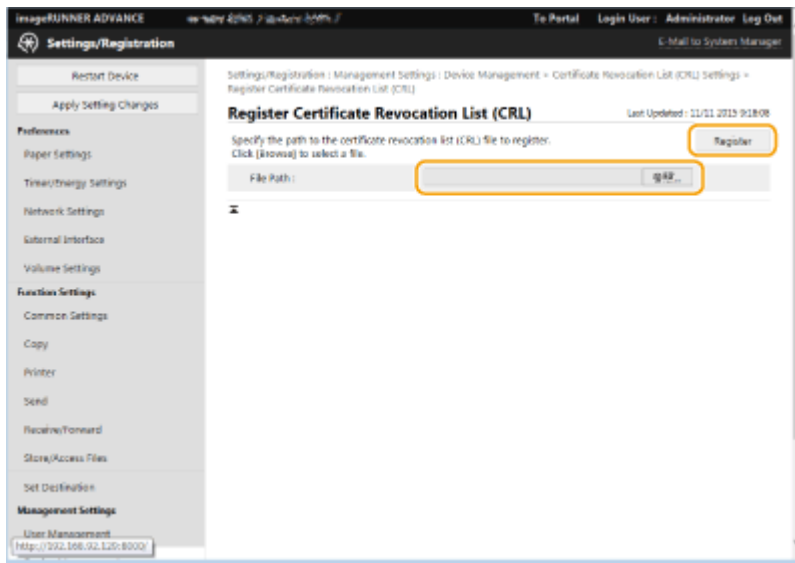 imageRUNNER ADVANCE
To Portal Login User : Administrator Log Out
Settings/Registration
E-Mail to System Manager
Restart Device
Apply Setting Changes
Preferences
Paper Settings
Timer/Energy Settings
Network Settings
External Interface
Volume Settings
Function Settings
Common Settings
Copy
Printer
Send
Receive/Forward
Store/Access Files
Set Destination
Management Settings
User Management
http://192.168.92.120:8000/
Settings/Registration : Management Settings : Device Management > Certificate Revocation List (CRL) Settings >
Register Certificate Revocation List (CRL)
Register Certificate Revocation List (CRL)
Last Updated : 11/11 2015 9:18:08
Specify the path to the certificate revocation list (CRL) file to register.
Click [Browse] to select a file.
Register
File Path :